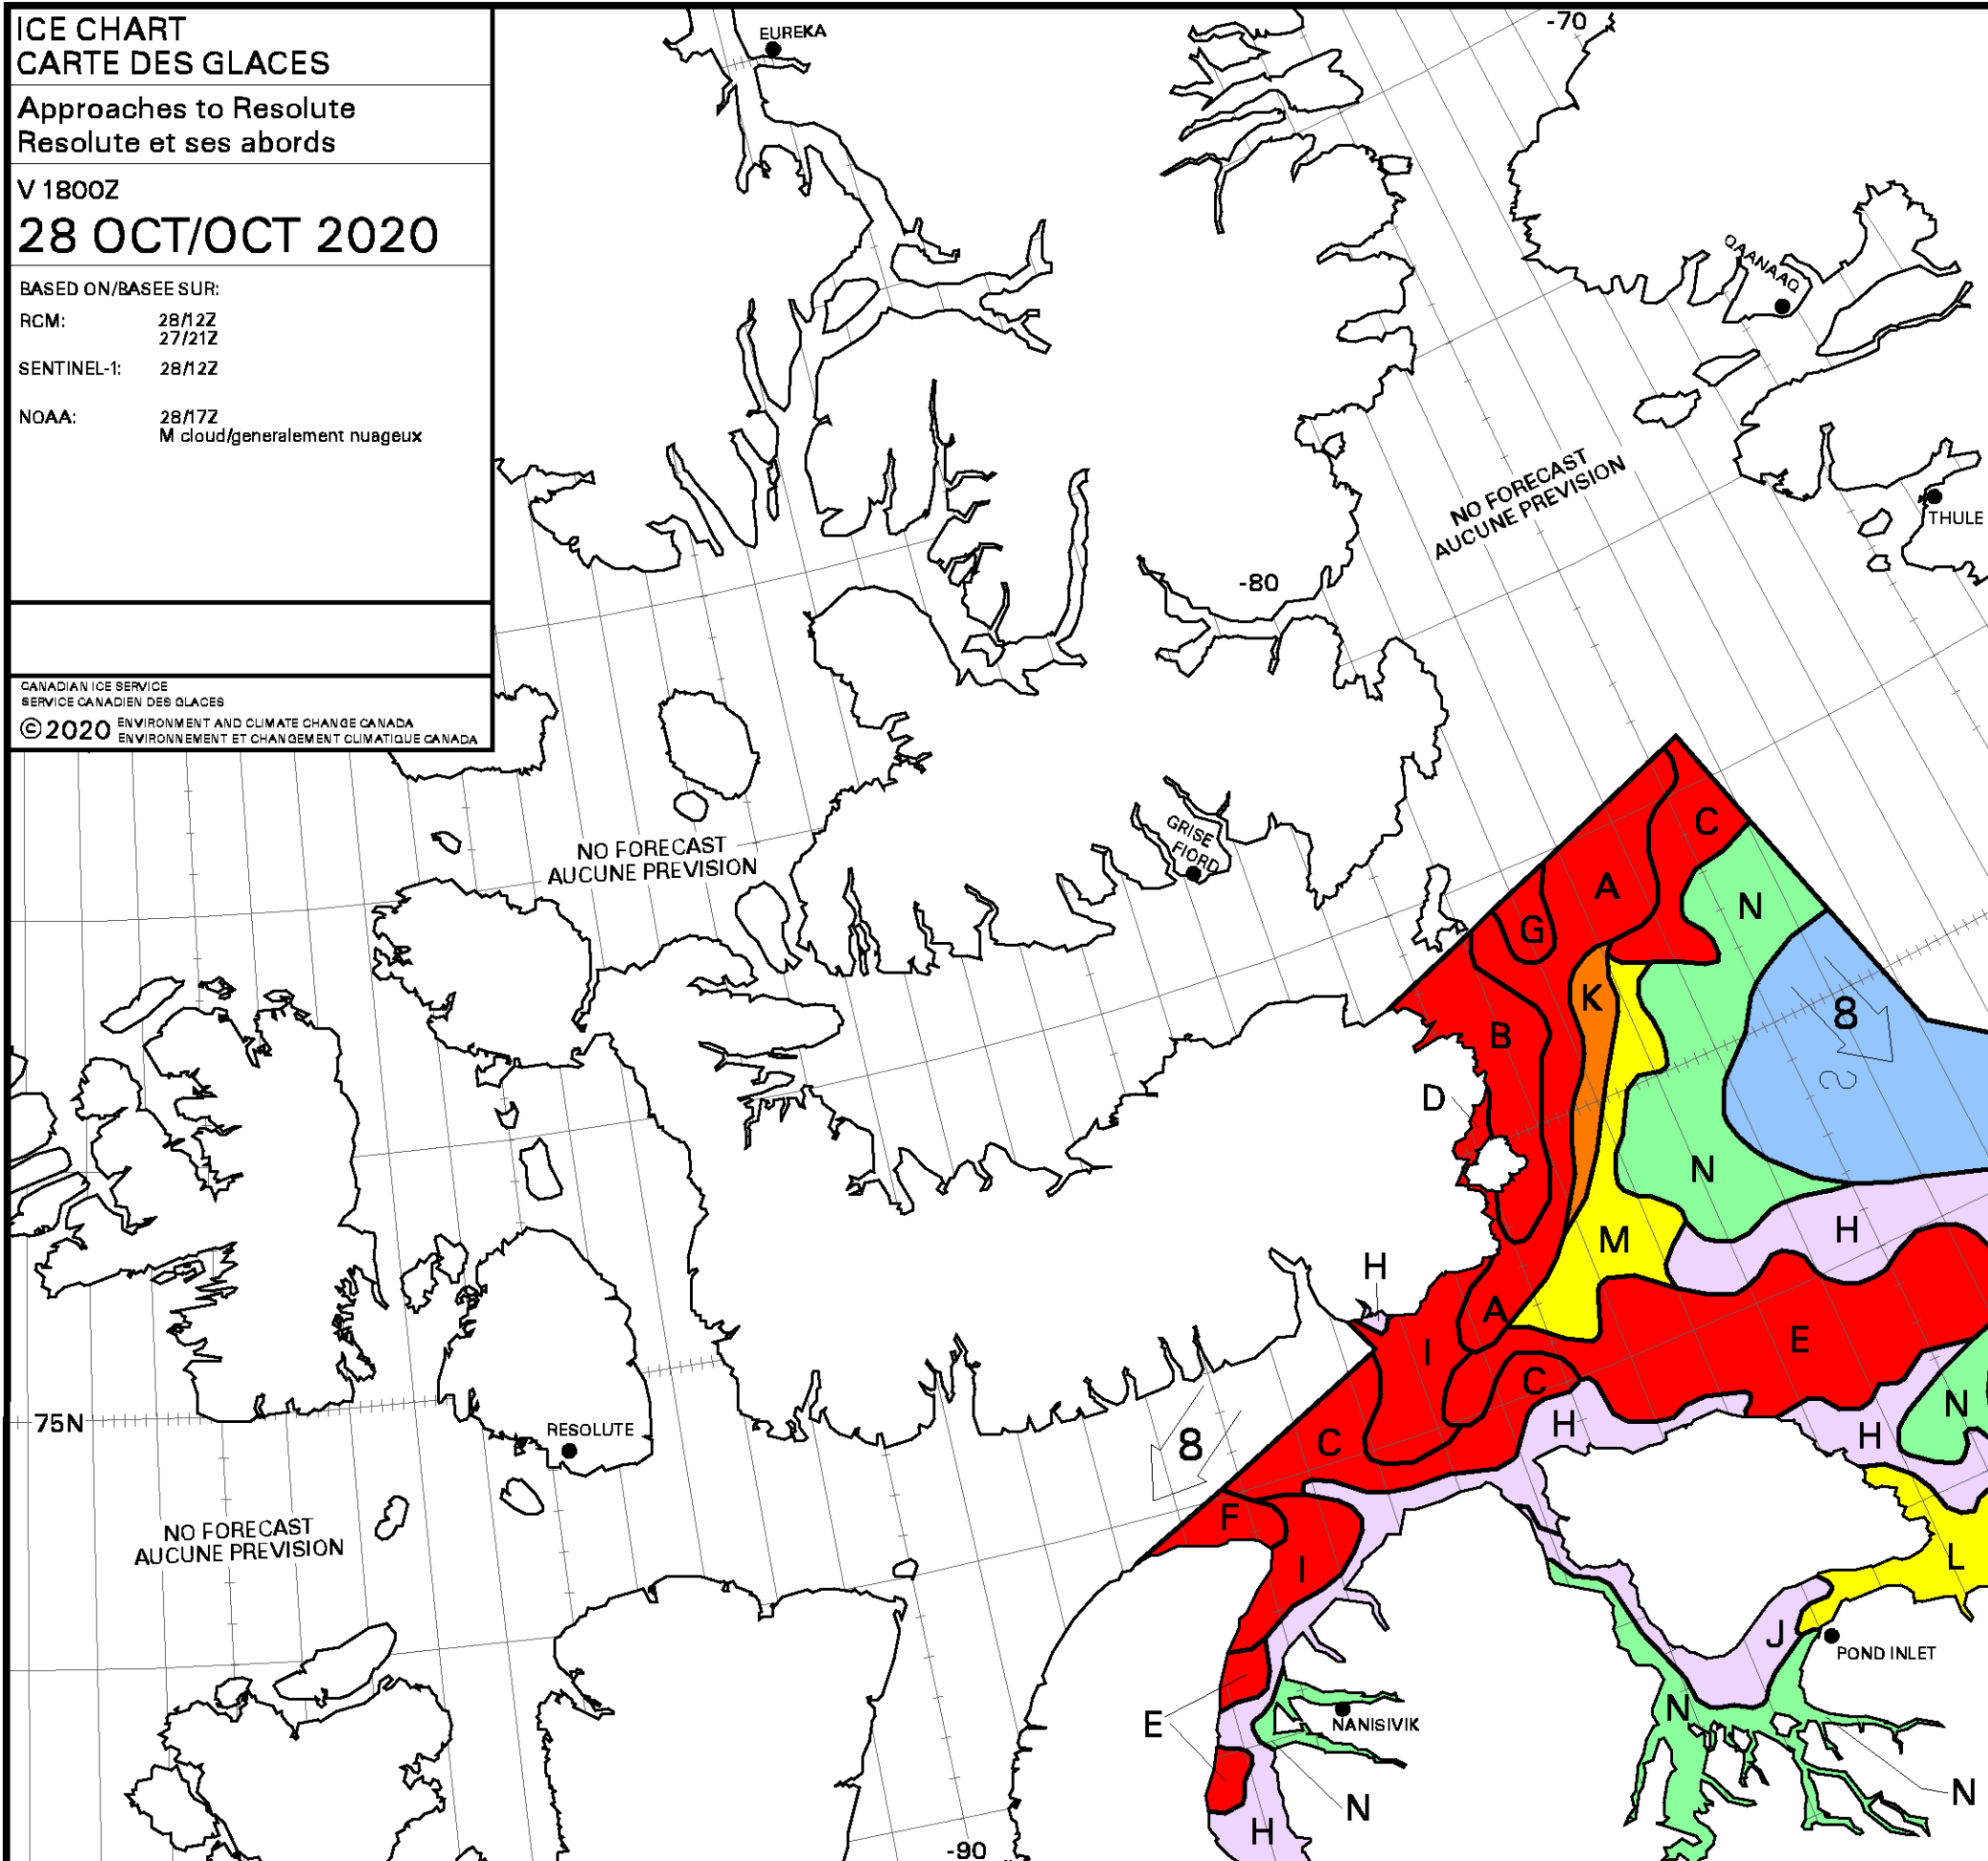 ICE CHART
CARTE DES GLACES
Approaches to Resolute
Resolute et ses abords
V 1800Z
28 OCT/OCT 2020
BASED ON/BASEE SUR:
RCM: 28/12Z
27/21Z
SENTINEL-1: 28/12Z
NOAA: 28/17Z
M cloud/generalement nuageux
CANADIAN ICE SERVICE
SERVICE CANADIEN DES GLACES
© 2020 ENVIRONMENT AND CLIMATE CHANGE CANADA
ENVIRONNEMENT ET CHANGEMENT CLIMATIQUE CANADA
EUREKA
-70
QAANAAQ
NO FORECAST
AUCUNE PREVISION
THULE
-80
GRISE
FIORD
NO FORECAST
AUCUNE PREVISION
C
A
N
G
K
8
B
2
D
N
H
M
H
A
E
I
C
N
H
H
75N
RESOLUTE
8
C
F
NO FORECAST
AUCUNE PREVISION
L
I
J
POND INLET
N
E
NANISIVIK
N
N
H
-90